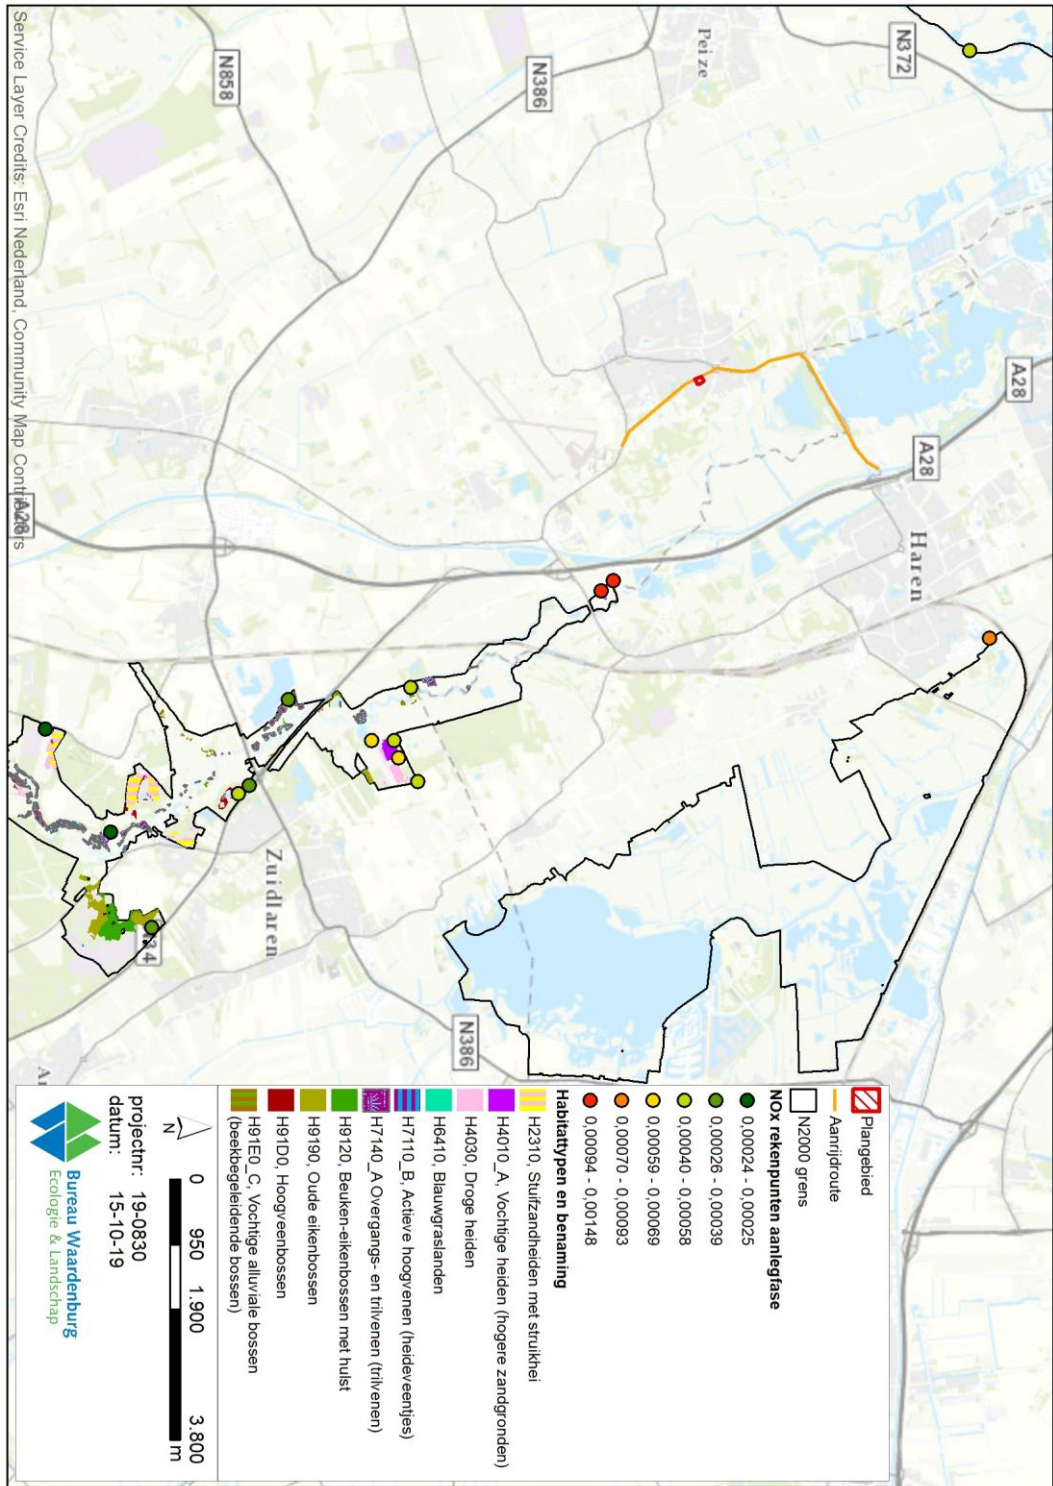 N372
Peize
N386
N858
A28
A28
Haren
A28
Zuidlaren
N34
N386
Plangebied
Aanrijdroute
N2000 grens
NOx rekenpunten aanlegfase
0,00024 - 0,00025
0,00026 - 0,00039
0,00040 - 0,00058
0,00059 - 0,00069
0,00070 - 0,00093
0,00094 - 0,00148
Habitattypen en benaming
H2310, Stuifzandheiden met struikhei
H4010_A, Vochtige heiden (hogere zandgronden)
H4030, Droge heiden
H6410, Blauwgraslanden
H7110_B, Actieve hoogvenen (heideveentjes)
H7140_A Overgangs- en trilvenen (trilvenen)
H9120, Beuken-eikenbossen met hulst
H9190, Oude eikenbossen
H91D0, Hoogveenbossen
H91E0_C, Vochtige alluviale bossen
(beekbegeleidende bossen)
N
0 950 1.900 3.800
m
projectnr: 19-0830
datum: 15-10-19
Bureau Waardenburg
Ecologie & Landschap
Service Layer Credits: Esri Nederland, Community Map Contributors